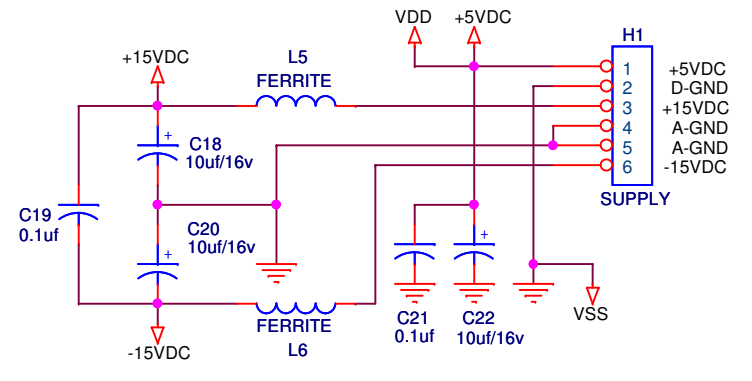 VDD
+5VDC
H1
+15VDC
L5
FERRITE
1
+5VDC
2
D-GND
3
+15VDC
4
A-GND
5
A-GND
6
-15VDC
SUPPLY
+
C18
10uf/16v
C19
0.1uf
C20
10uf/16v
+
+
C21
0.1uf
C22
10uf/16v
VSS
FERRITE
L6
-15VDC